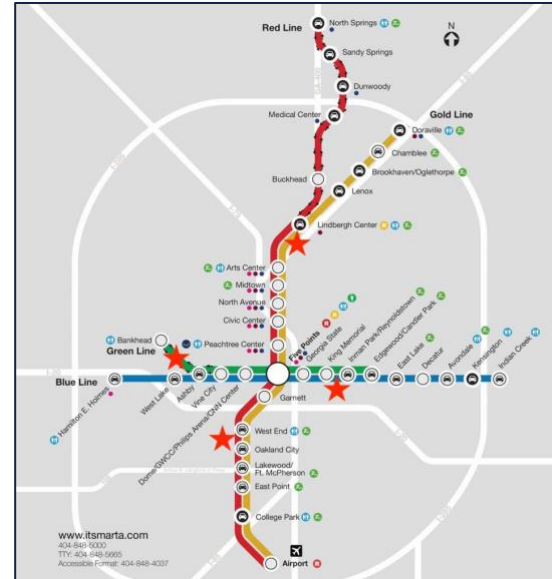 North Springs
Red Line
N
Sandy Springs
Dunwoody
Medical Center
Gold Line
Doraville
Chamblee
Brookhaven/Oglethorpe
Buckhead
Lenox
Lindbergh Center
Arts Center
Midtown
North Avenue
Civic Center
Bankhead
Peachtree Center
Green Line
Five Points
Georgia State
King Memorial
Inman Park/Reynoldstown
Edgewood/Candler Park
East Lake
Decatur
Avondale
Kensington
Indian Creek
Blue Line
Hamilton E. Holmes
West Lake
Ashby
Vine City
Dome/GWCC/Philips Arena/CNN Center
Garnett
West End
Oakland City
Lakewood/
Ft. McPherson
East Point
College Park
Airport
www.itsmarta.com
404-848-5000
TTY: 404-848-5665
Accessible Format: 404-848-4037